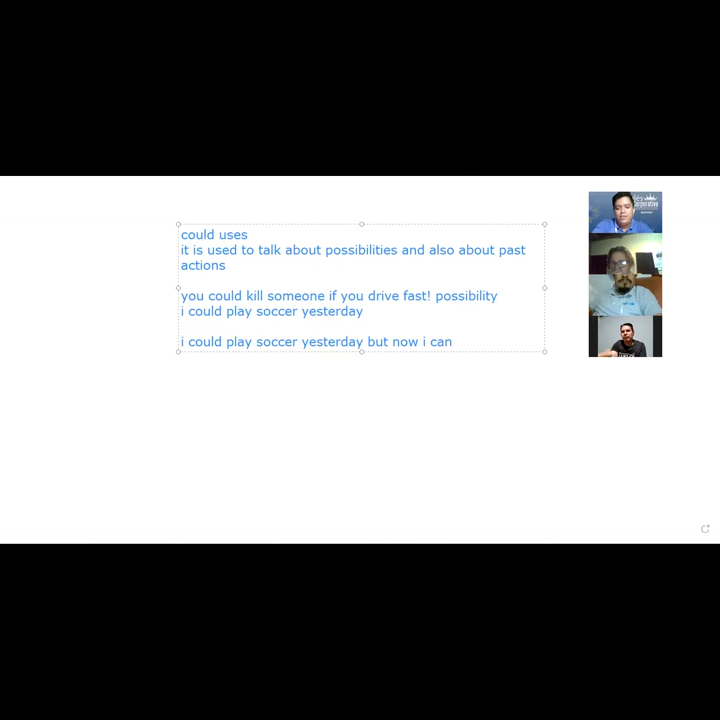 could uses
it is used to talk about possibilities and also about past
actions
you could kill someone if you drive fast! possibility
i could play soccer yesterday
i could play soccer yesterday but now i can